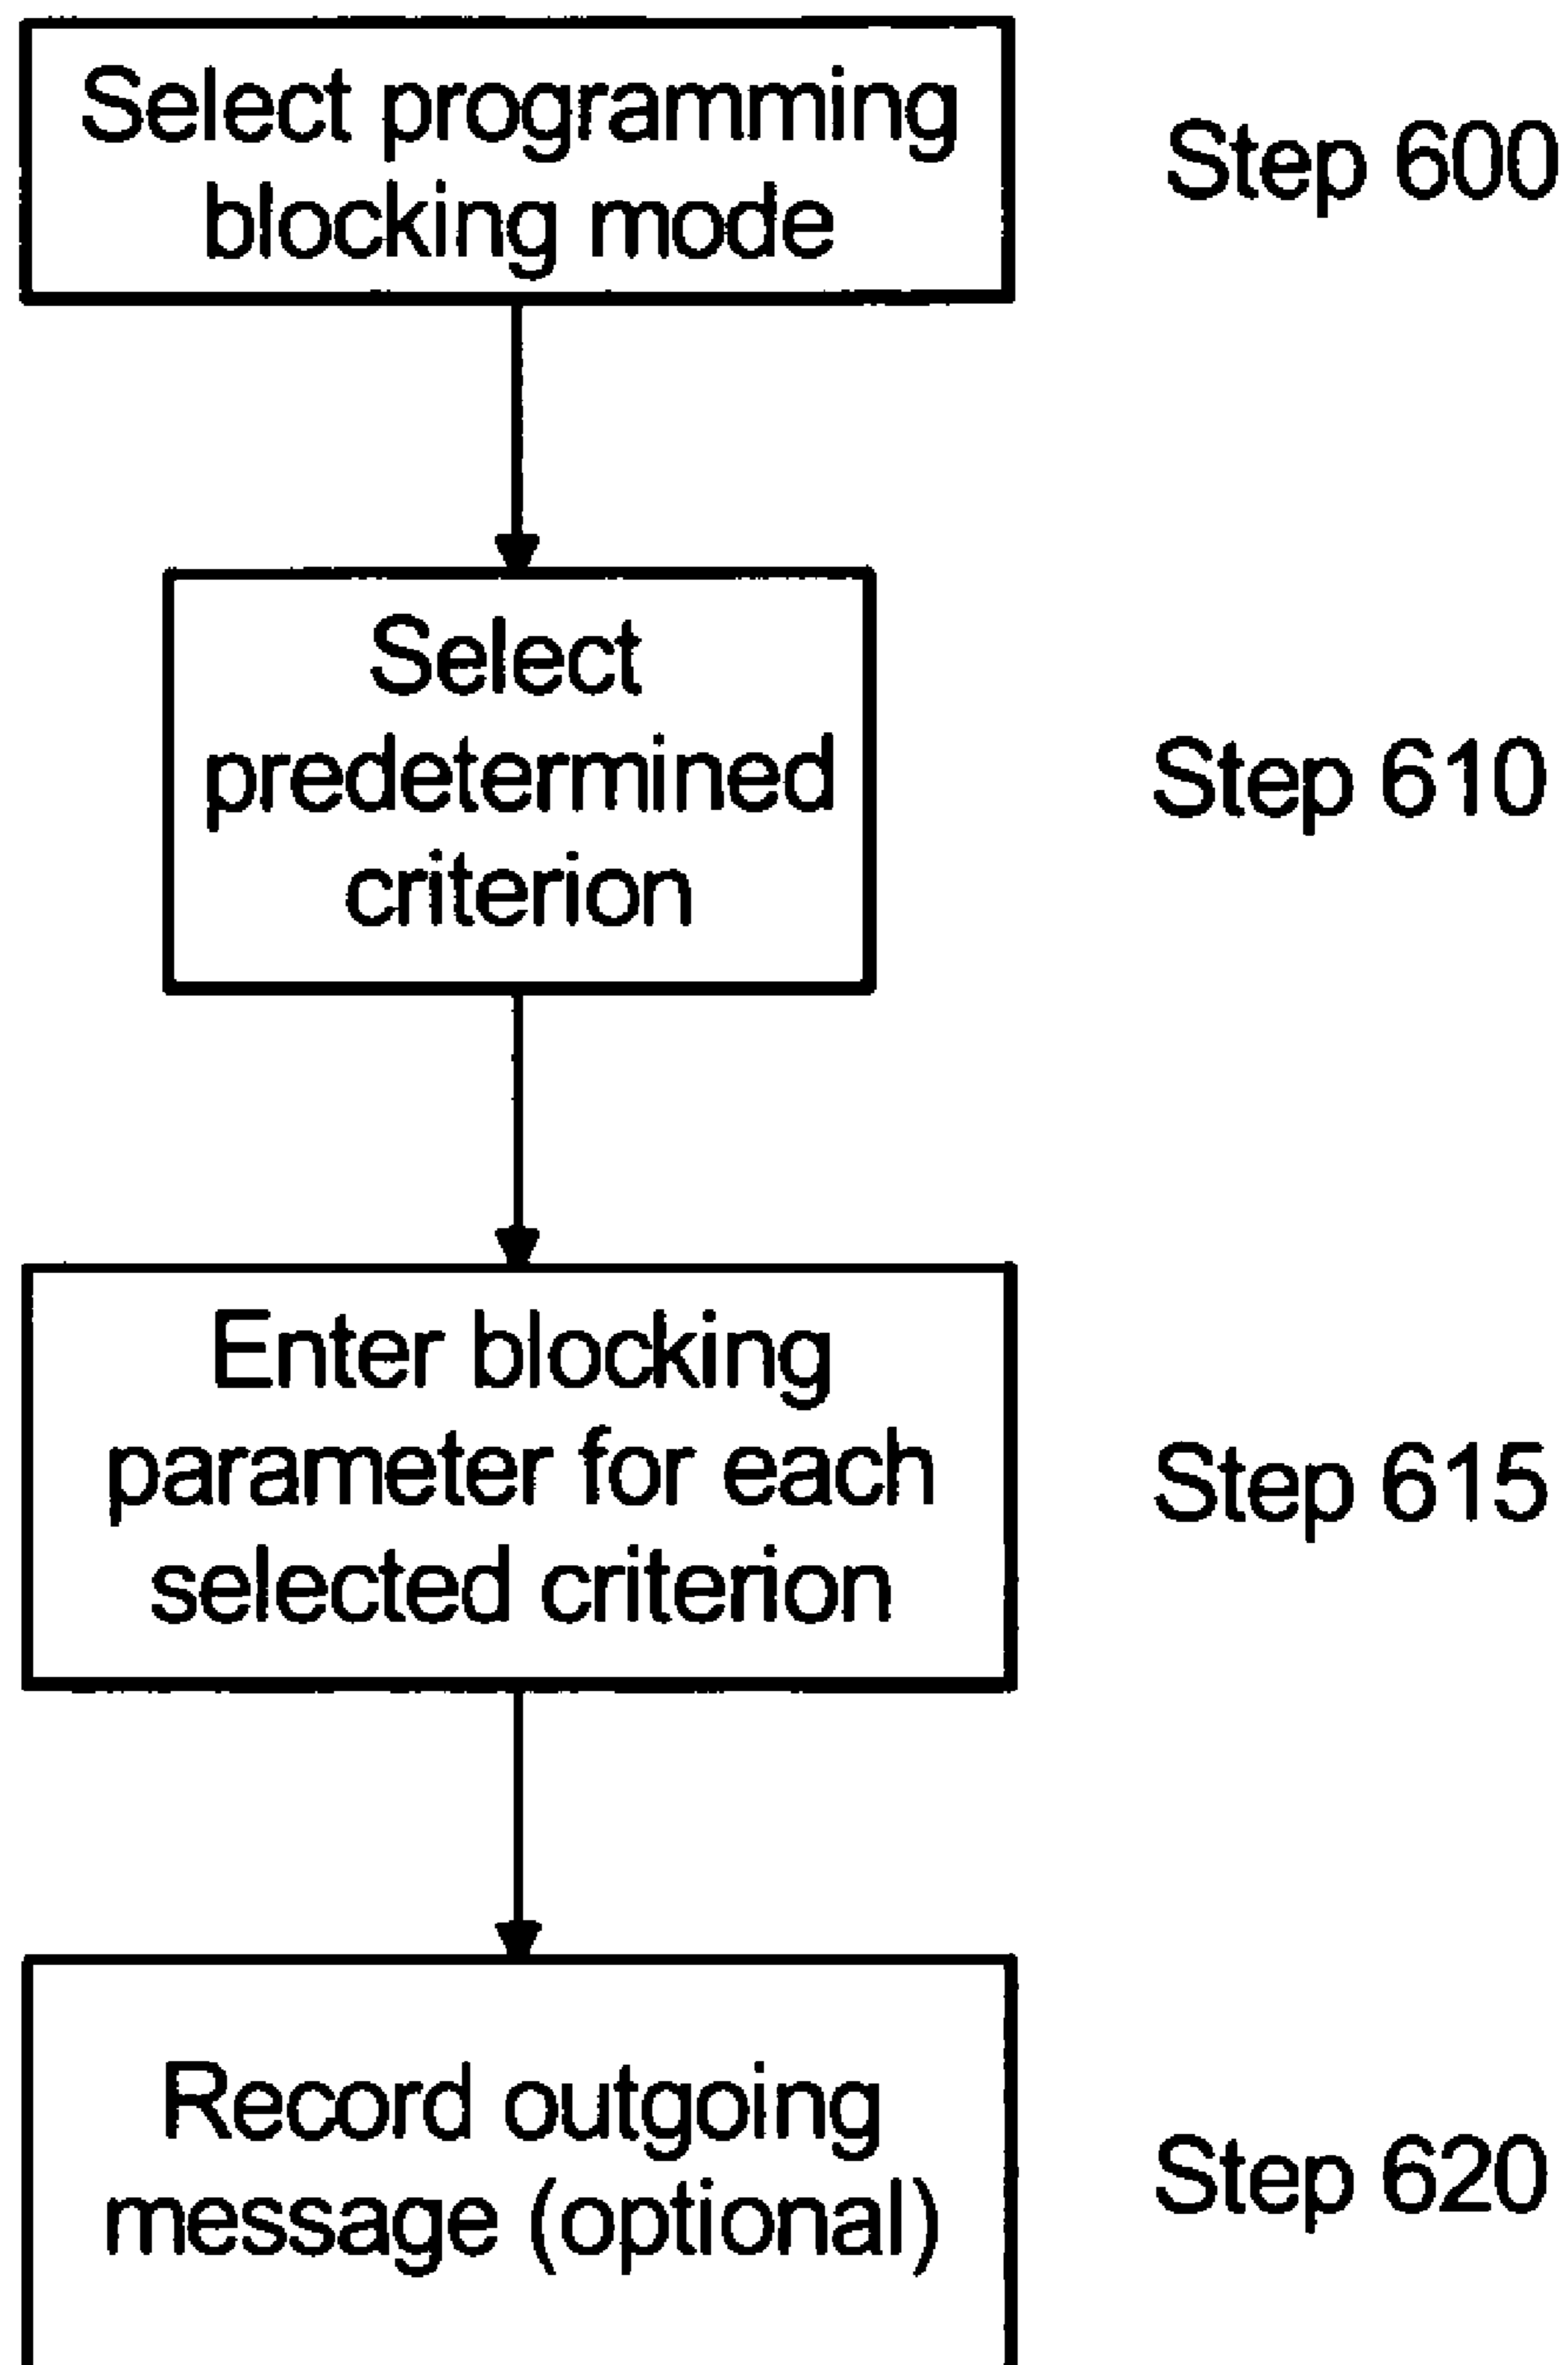 Select programming
blocking mode
Step 600
Select
predetermined
criterion
Step 610
Enter blocking
parameter for each
selected criterion
Step 615
Record outgoing
message (optional)
Step 620